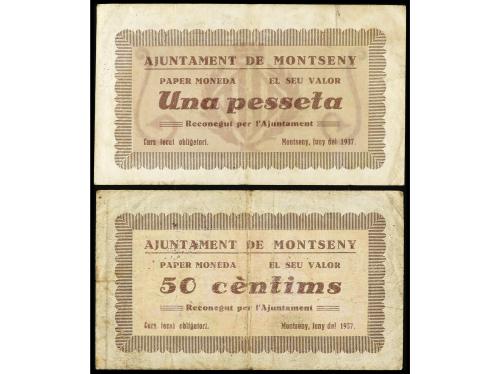 AJUNTAMENT DE MONTSENY
PAPER MONEDA EL SEU VALOR
Una pesseta
Reconegut per l'Ajuntament
Curs local obligatori. Montseny, juny del 1937.
AJUNTAMENT DE MONTSENY
PAPER MONEDA EL SEU VALOR
50 cèntims
Reconegut per l'Ajuntament
Curs local obligatori. Montseny, juny del 1937.